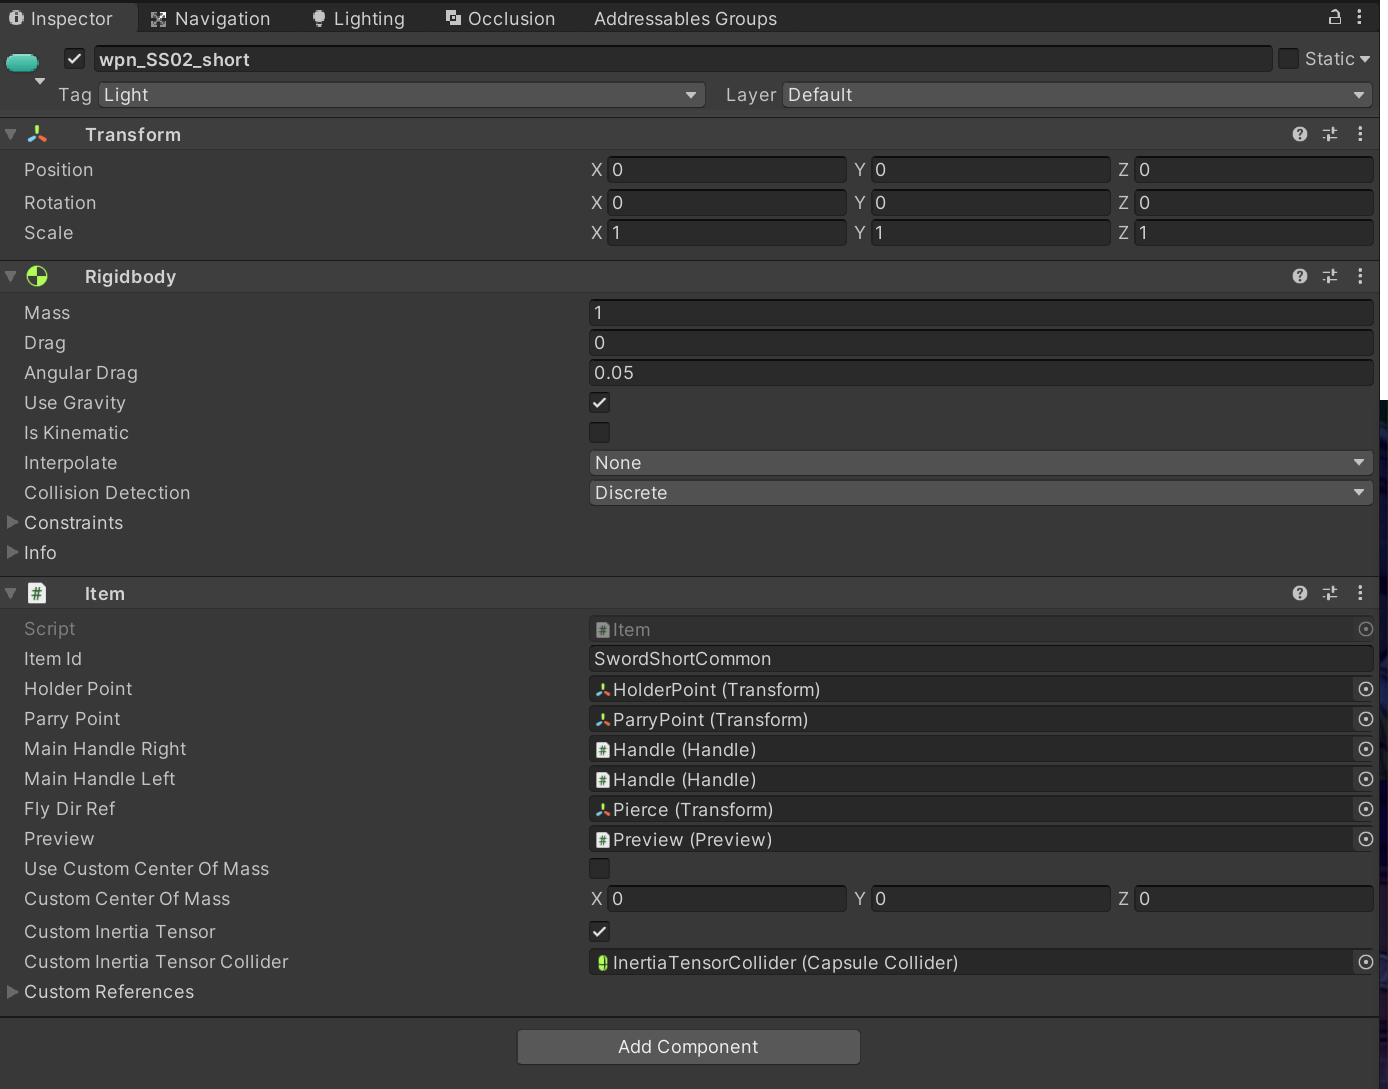 Inspector Navigation Lighting Occlusion Addressables Groups
wpn_SS02_short Static
Tag Light Layer Default
Transform
Position X 0 Y 0 Z 0
Rotation X 0 Y 0 Z 0
Scale X 1 Y 1 Z 1
Rigidbody
Mass 1
Drag 0
Angular Drag 0.05
Use Gravity
Is Kinematic
Interpolate None
Collision Detection Discrete
Constraints
Info
# Item
Script # Item
Item Id SwordShortCommon
Holder Point HolderPoint (Transform)
Parry Point ParryPoint (Transform)
Main Handle Right # Handle (Handle)
Main Handle Left # Handle (Handle)
Fly Dir Ref Pierce (Transform)
Preview # Preview (Preview)
Use Custom Center Of Mass
Custom Center Of Mass X 0 Y 0 Z 0
Custom Inertia Tensor
Custom Inertia Tensor Collider InertiaTensorCollider (Capsule Collider)
Custom References
Add Component